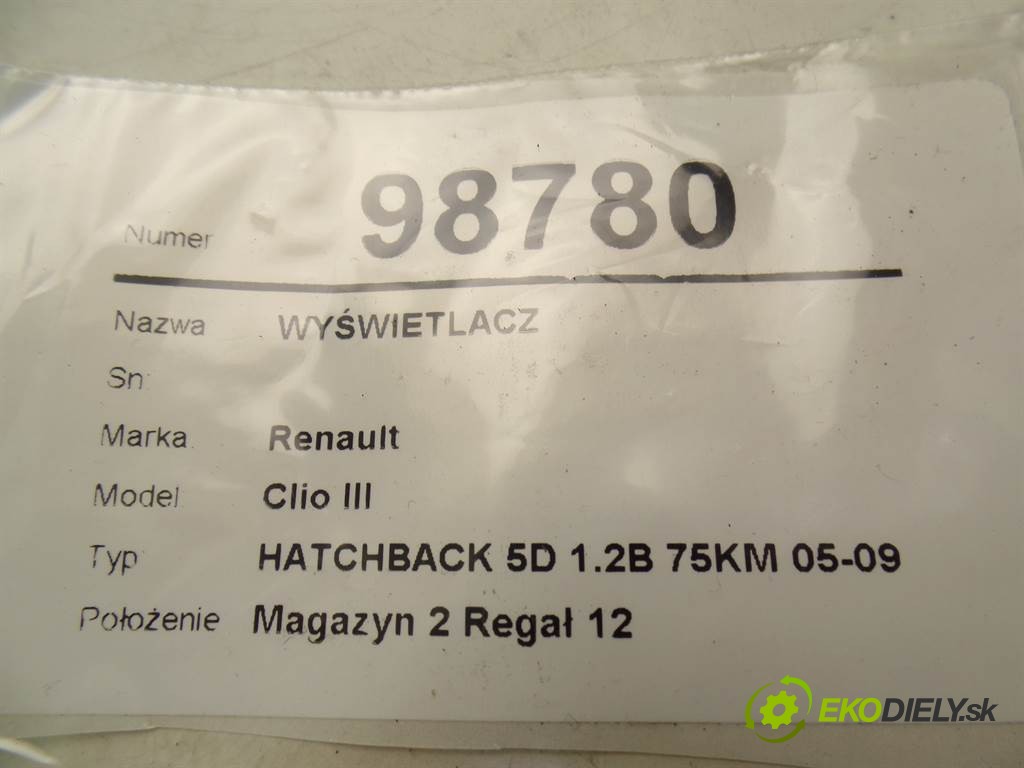 Numer 98780
Nazwa WYŚWIETLACZ
Sn:
Marka Renault
Model Clio III
Typ HATCHBACK 5D 1.2B 75KM 05-09
Położenie Magazyn 2 Regał 12
EKODIELY.sk